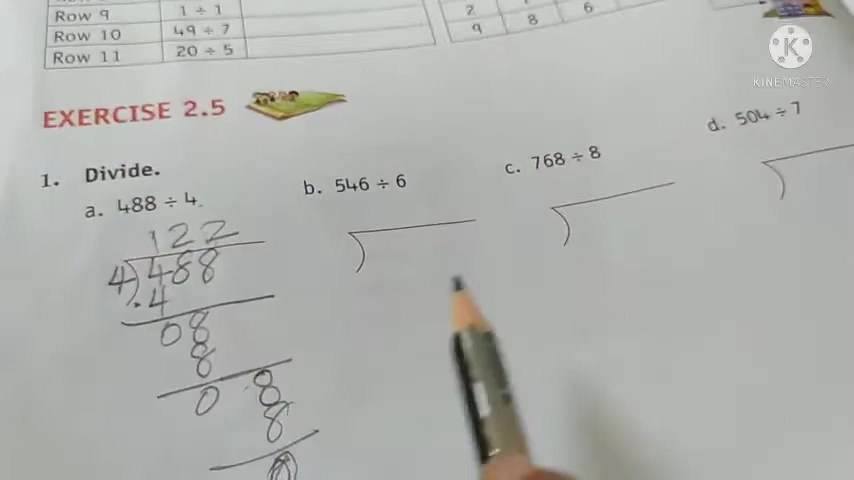 Row 9 1 ÷ 1
Row 10 49 ÷ 7
Row 11 20 ÷ 5
2
9 8 6
KINEMASTER
EXERCISE 2.5
1. Divide.
a. 488 ÷ 4 b. 546 ÷ 6 c. 768 ÷ 8 d. 504 ÷ 7
122
4)488
4
08
8
0 8
8
0